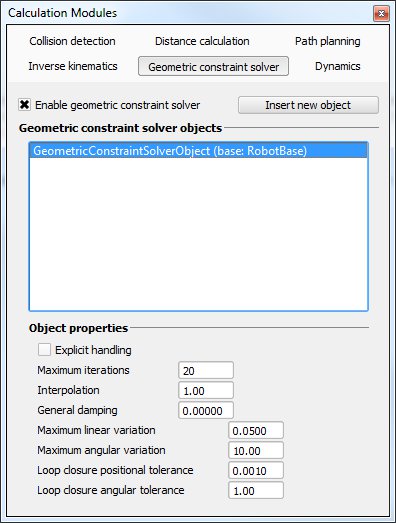 Calculation Modules
Collision detection Distance calculation Path planning
Inverse kinematics Geometric constraint solver Dynamics
Enable geometric constraint solver Insert new object
Geometric constraint solver objects
GeometricConstraintSolverObject (base: RobotBase)
Object properties
Explicit handling
Maximum iterations 20
Interpolation 1.00
General damping 0.00000
Maximum linear variation 0.0500
Maximum angular variation 10.00
Loop closure positional tolerance 0.0010
Loop closure angular tolerance 1.00